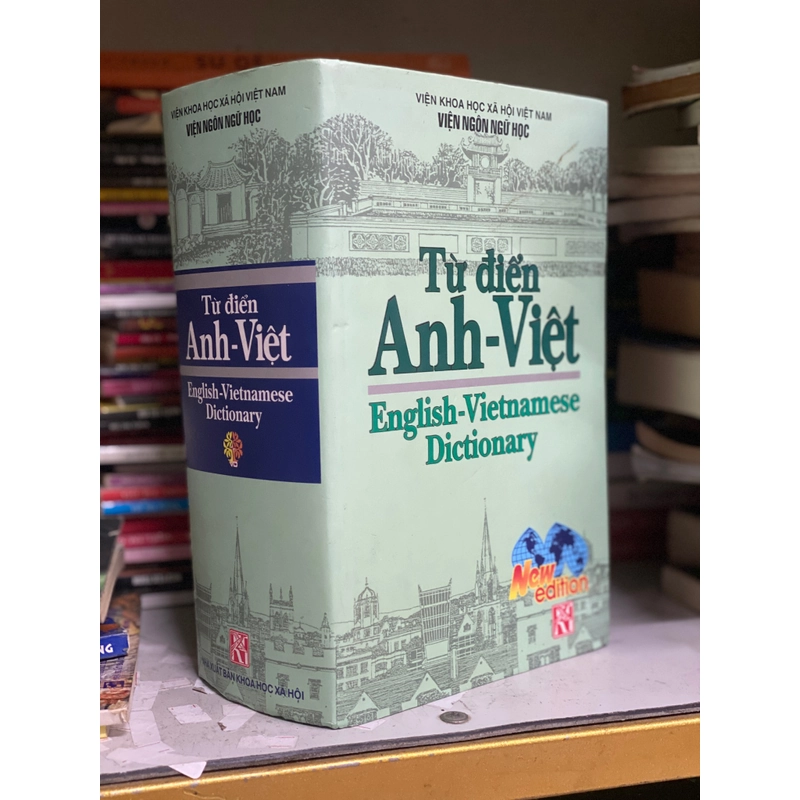 VIỆN KHOA HỌC XÃ HỘI VIỆT NAM
VIỆN NGÔN NGỮ HỌC
Từ điển
Anh-Việt
English-Vietnamese
Dictionary
XUẤT BẢN KHOA HỌC XÃ HỘI
VIỆN KHOA HỌC XÃ HỘI VIỆT NAM
VIỆN NGÔN NGỮ HỌC
Từ điển
Anh-Việt
English-Vietnamese
Dictionary
New
edition